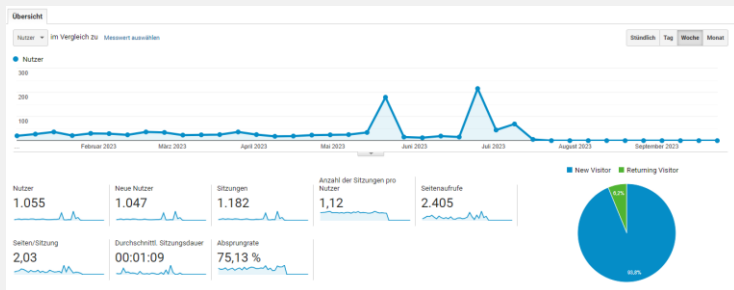 Übersicht
Nutzer im Vergleich zu Messwert auswählen
Stündlich Tag Woche Monat
Nutzer
300
200
100
...
Februar 2023 März 2023 April 2023 Mai 2023 Juni 2023 Juli 2023 August 2023 September 2023
New Visitor Returning Visitor
Nutzer
1.055
Neue Nutzer
1.047
Sitzungen
1.182
Anzahl der Sitzungen pro
Nutzer
1,12
Seitenaufrufe
2.405
Seiten/Sitzung
2,03
Durchschnittl. Sitzungsdauer
00:01:09
Absprungrate
75,13 %